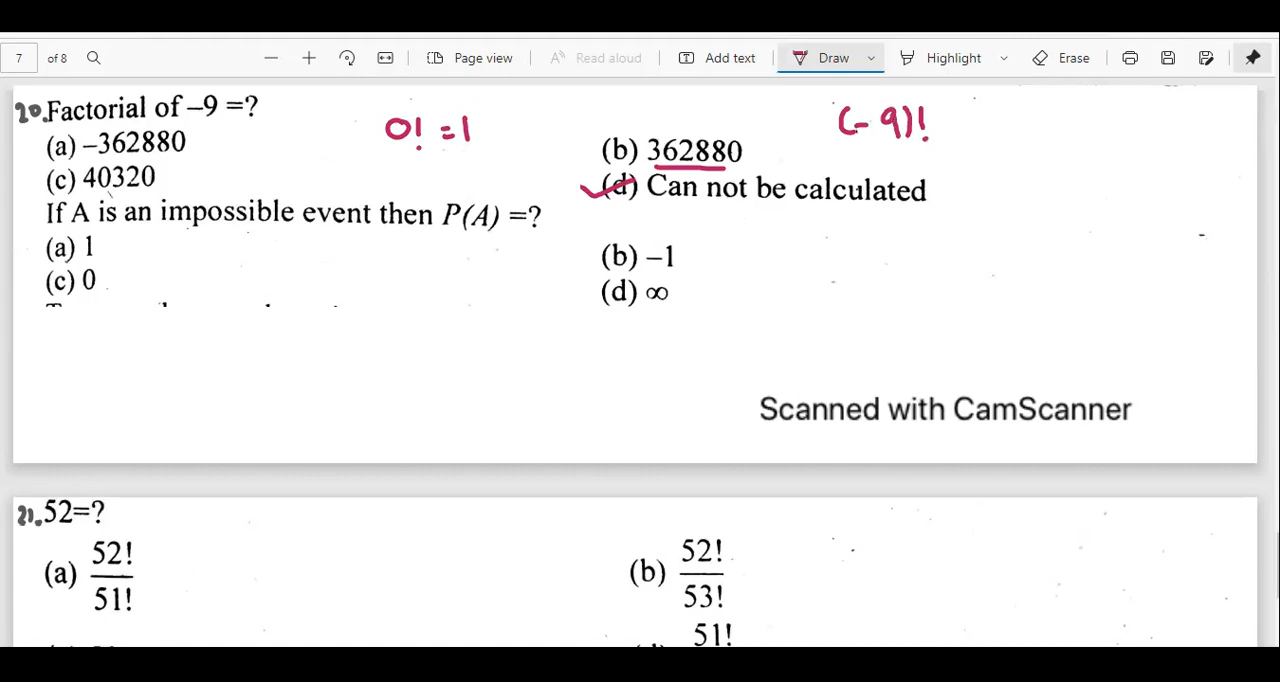 7 of 8 Page view Read aloud Add text Draw Highlight Erase
20. Factorial of –9 =?
0! = 1
(-9)!
(a) –362880
(b) 362880
(c) 40320
(d) Can not be calculated
If A is an impossible event then P(A) =?
(a) 1
(b) –1
(c) 0
(d) ∞
Scanned with CamScanner
21. 52=?
(a) 52!/51!
(b) 52!/53!
51!